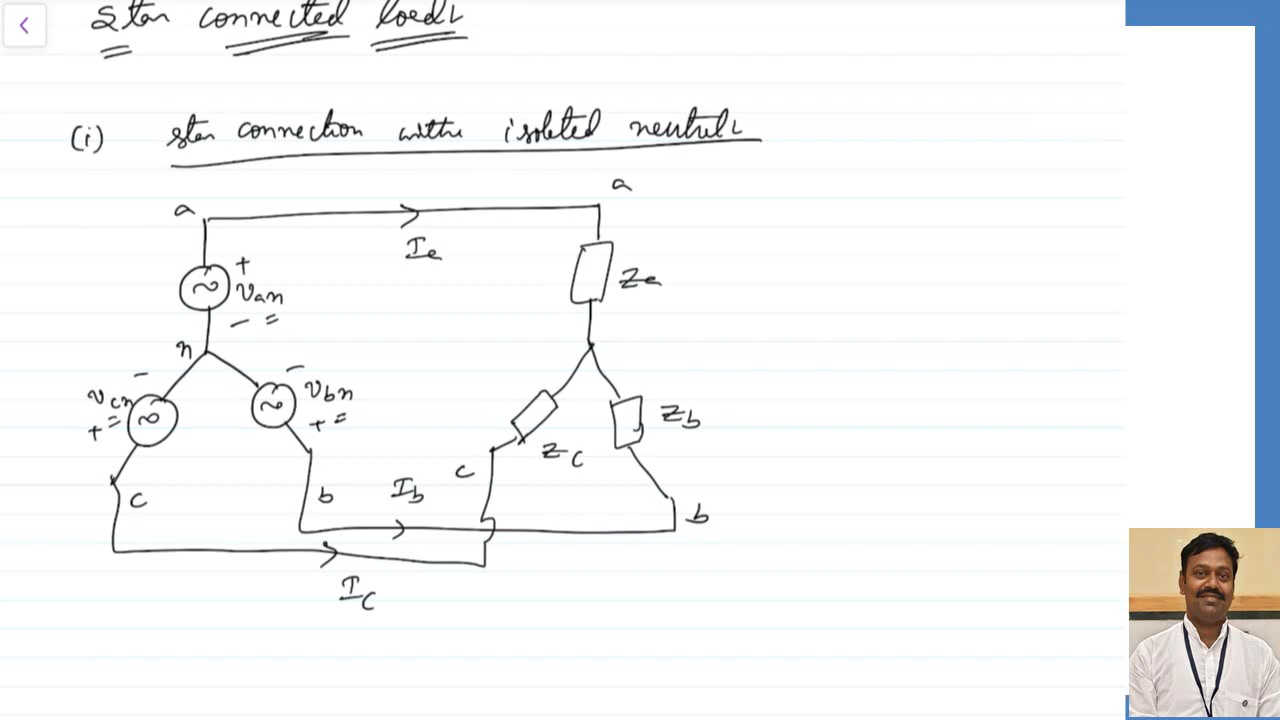 Star connected loads
(i) star connection with isolated neutral
a
a
Ia
+
Van
Za
- =
n
-
-
Vcn
Vbn
+ =
+ =
Zb
Zc
c
c
b
Ib
b
Ic